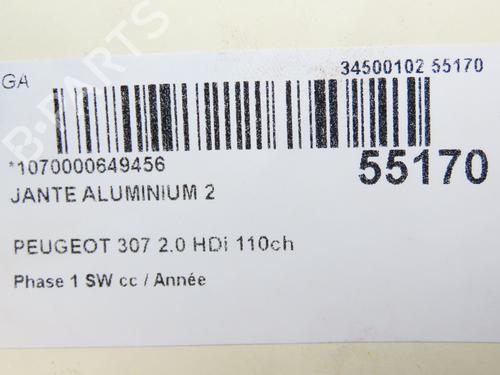 GA
34500102 55170
*1070000649456
55170
JANTE ALUMINIUM 2
PEUGEOT 307 2.0 HDi 110ch
Phase 1 SW cc / Année
B-PARTS